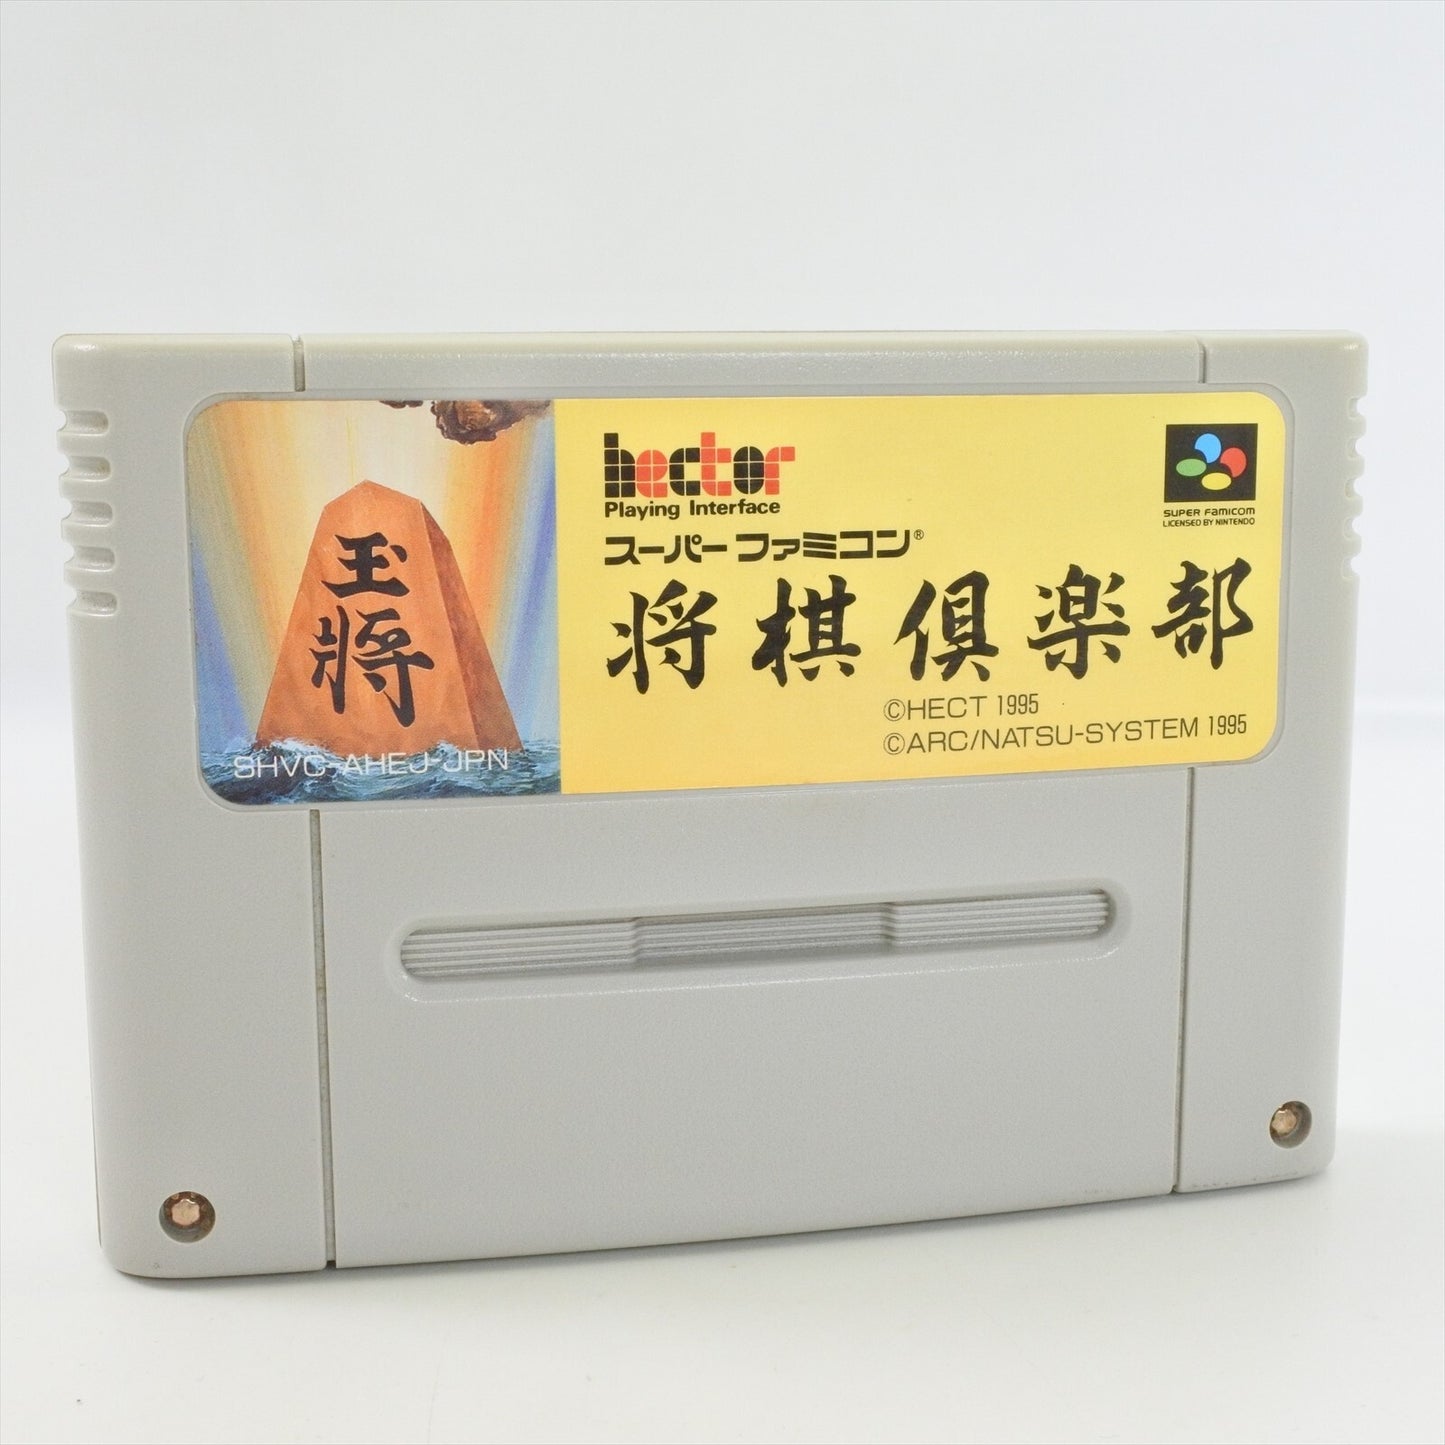 玉
將
SHVC-AHEJ-JPN
hector
Playing Interface
スーパーファミコン®
将棋倶楽部
©HECT 1995
©ARC/NATSU-SYSTEM 1995
SUPER FAMICOM
LICENSED BY NINTENDO